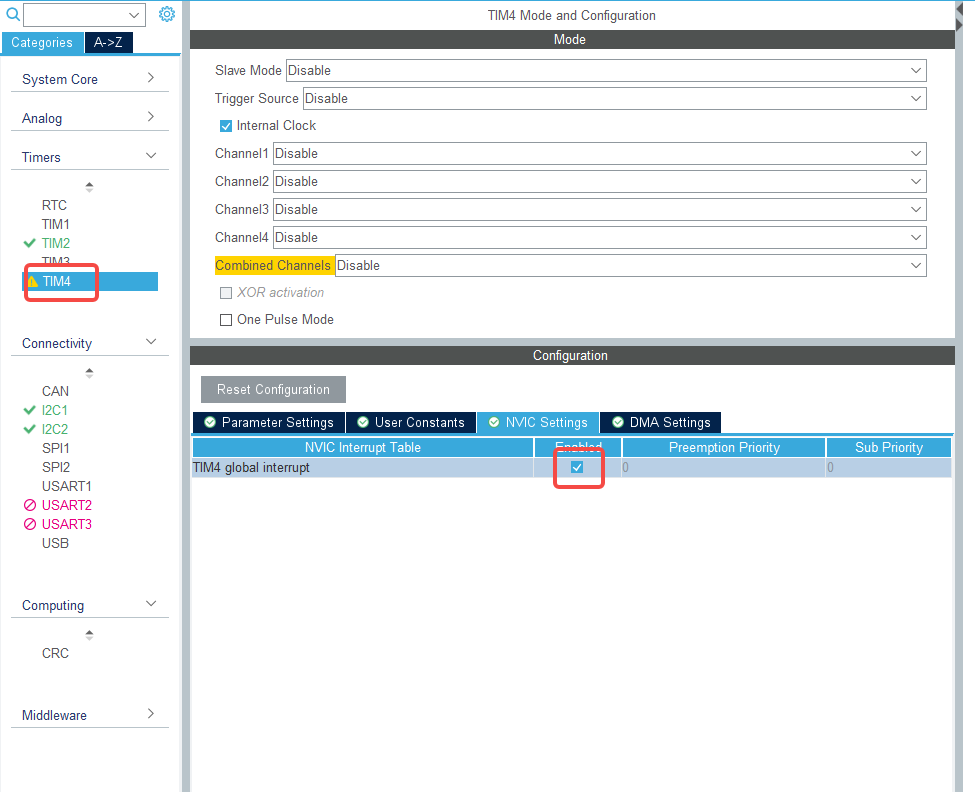 TIM4 Mode and Configuration
Categories
A->Z
System Core
Analog
Timers
RTC
TIM1
TIM2
TIM3
TIM4
Connectivity
CAN
I2C1
I2C2
SPI1
SPI2
USART1
USART2
USART3
USB
Computing
CRC
Middleware
Mode
Slave Mode Disable
Trigger Source Disable
Internal Clock
Channel1 Disable
Channel2 Disable
Channel3 Disable
Channel4 Disable
Combined Channels Disable
XOR activation
One Pulse Mode
Configuration
Reset Configuration
Parameter Settings User Constants NVIC Settings DMA Settings
NVIC Interrupt Table Enabled Preemption Priority Sub Priority
TIM4 global interrupt 0 0